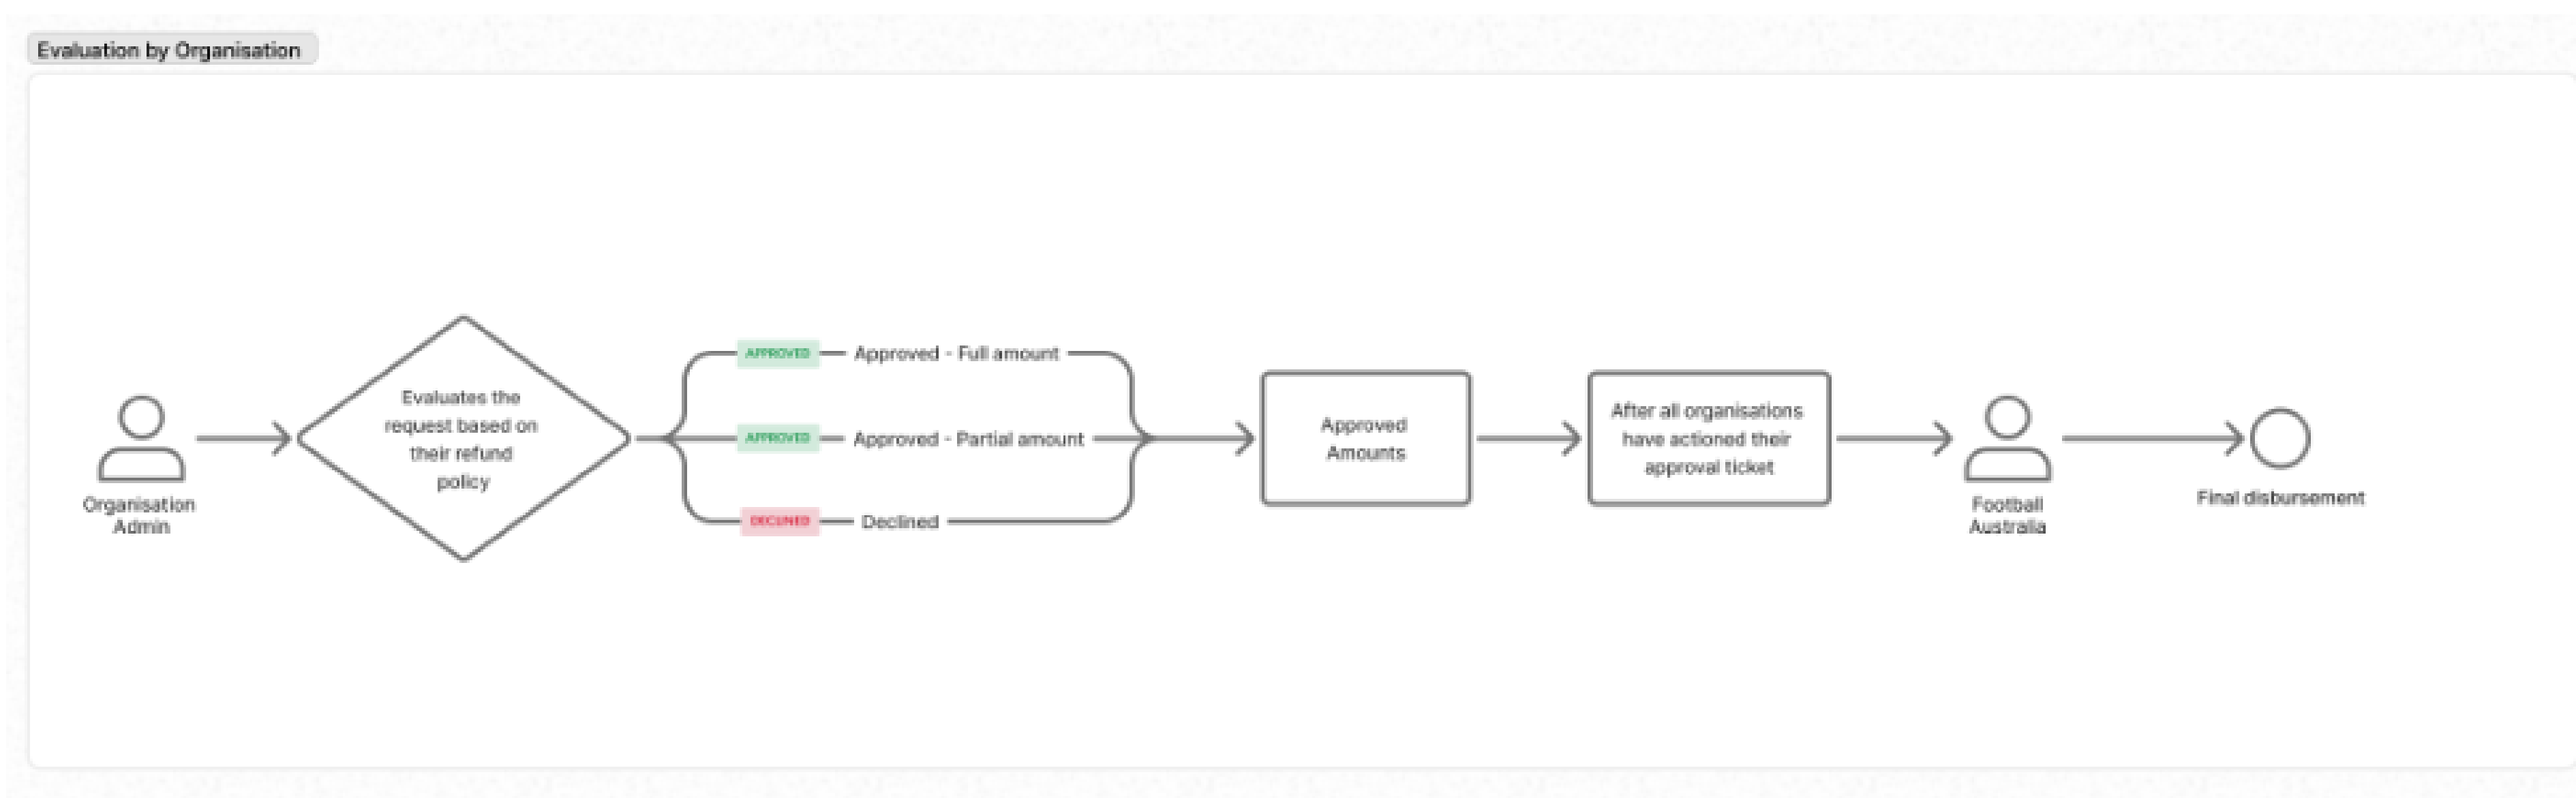 Evaluation by Organisation
Organisation
Admin
Evaluates the
request based on
their refund
policy
APPROVED
Approved - Full amount
APPROVED
Approved - Partial amount
DECLINED
Declined
Approved
Amounts
After all organisations
have actioned their
approval ticket
Football
Australia
Final disbursement